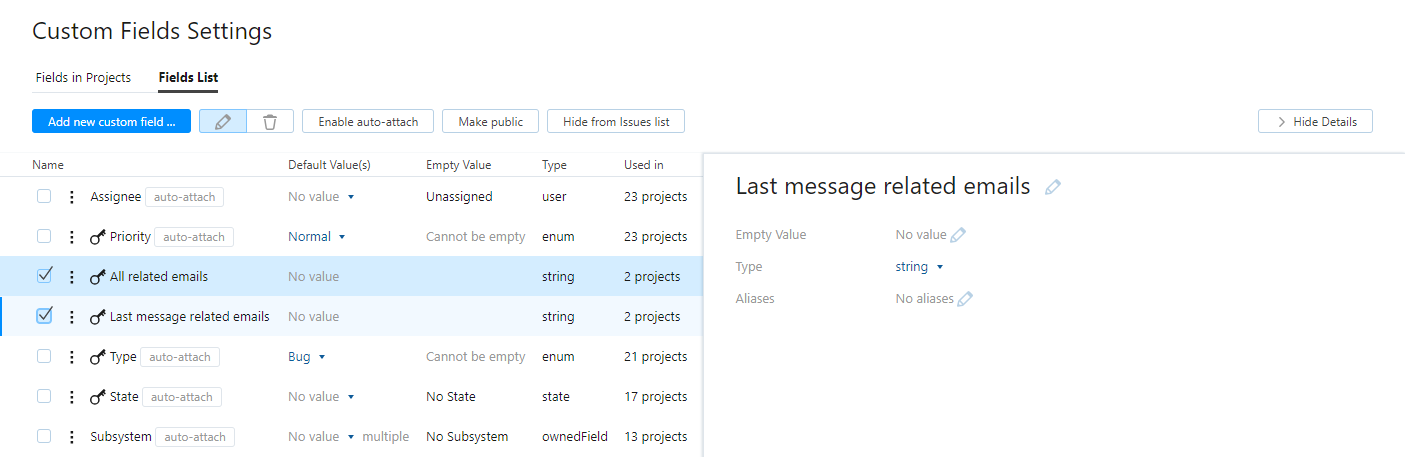 Custom Fields Settings
Fields in Projects Fields List
Add new custom field ... Enable auto-attach Make public Hide from Issues list Hide Details
Name Default Value(s) Empty Value Type Used in
Assignee auto-attach No value Unassigned user 23 projects
Priority auto-attach Normal Cannot be empty enum 23 projects
All related emails No value string 2 projects
Last message related emails No value string 2 projects
Type auto-attach Bug Cannot be empty enum 21 projects
State auto-attach No value No State state 17 projects
Subsystem auto-attach No value multiple No Subsystem ownedField 13 projects
Last message related emails
Empty Value No value
Type string
Aliases No aliases